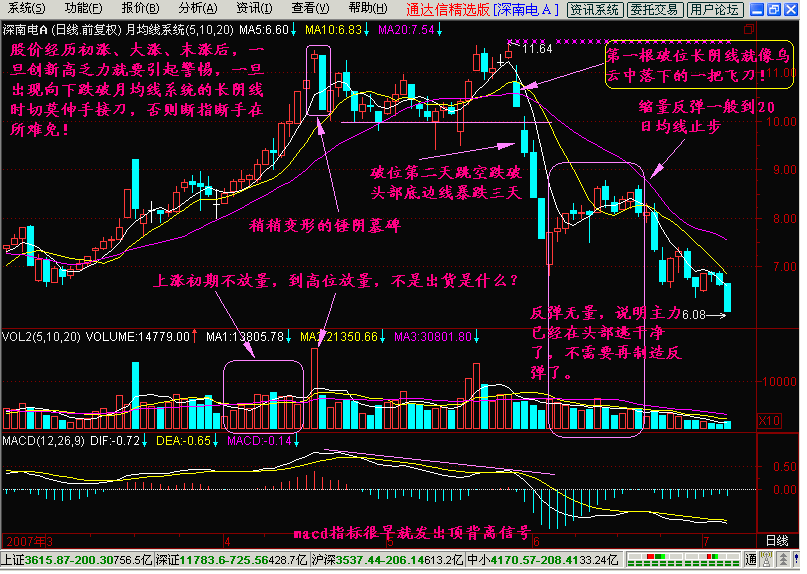 系统(S) 功能(F) 报价(B) 分析(A) 资讯(I) 查看(V) 帮助(H) 通达信精选版 [深南电A] 资讯系统 委托交易 用户论坛
深南电A (日线.前复权) 月均线系统(5,10,20) MA5:6.60↓ MA10:6.83↓ MA20:7.54↓
股价经历初涨、大涨、末涨后，一
旦创新高乏力就要引起警惕，一旦
出现向下跌破月均线系统的长阴线
时切莫伸手接刀，否则断指断手在
所难免！
11.64
第一根破位长阴线就像乌
云中落下的一把飞刀！
11.00
缩量反弹一般到20
日均线止步
10.00
破位第二天跳空跌破
头部底边线暴跌三天
9.00
稍稍变形的锤阴墓碑
8.00
上涨初期不放量，到高位放量，不是出货是什么？
7.00
反弹无量，说明主力
已经在头部逃干净
了，不需要再制造反
弹了。
6.08
VOL2(5,10,20) VOLUME:14779.00↑ MA1:13805.78↓ MA2:21350.66↓ MA3:30801.80↓
10000
X10
MACD(12,26,9) DIF:-0.72↓ DEA:-0.65↓ MACD:-0.14↓
0.50
0.00
macd指标很早就发出顶背离信号
2007年3 4 5 6 7 日线
上证3615.87-200.30 756.5亿 深证11783.6-725.56 428.7亿 沪深3537.44-206.14 613.2亿 中小4170.57-208.41 33.24亿 通